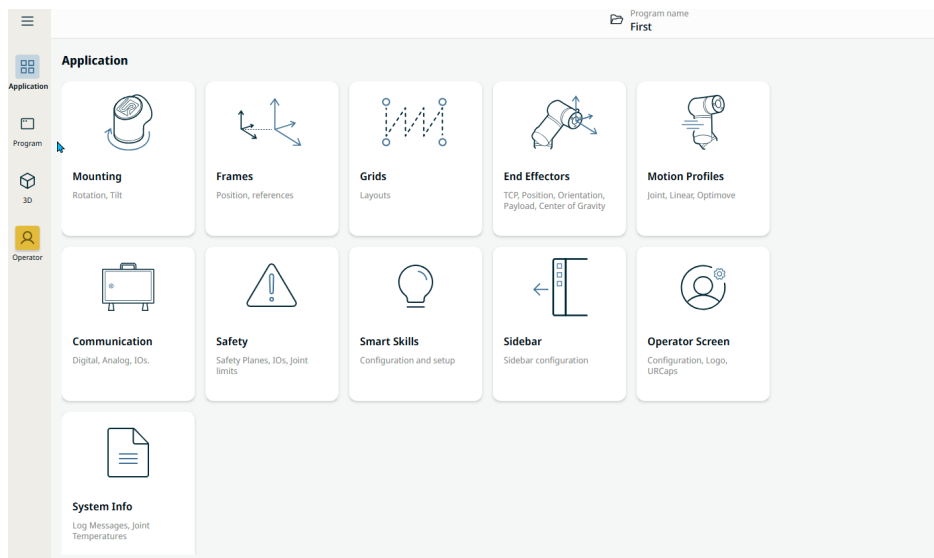 Program name
First
Application
Application
Program
3D
Operator
Mounting
Rotation, Tilt
Frames
Position, references
Grids
Layouts
End Effectors
TCP, Position, Orientation,
Payload, Center of Gravity
Motion Profiles
Joint, Linear, Optimove
Communication
Digital, Analog, IOs.
Safety
Safety Planes, IOs, Joint
limits
Smart Skills
Configuration and setup
Sidebar
Sidebar configuration
Operator Screen
Configuration, Logo,
URCaps
System Info
Log Messages, Joint
Temperatures